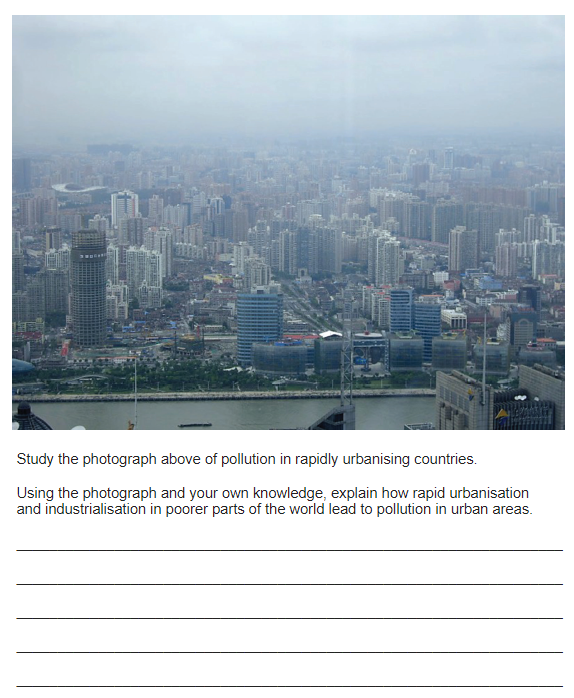 Study the photograph above of pollution in rapidly urbanising countries.
Using the photograph and your own knowledge, explain how rapid urbanisation
and industrialisation in poorer parts of the world lead to pollution in urban areas.